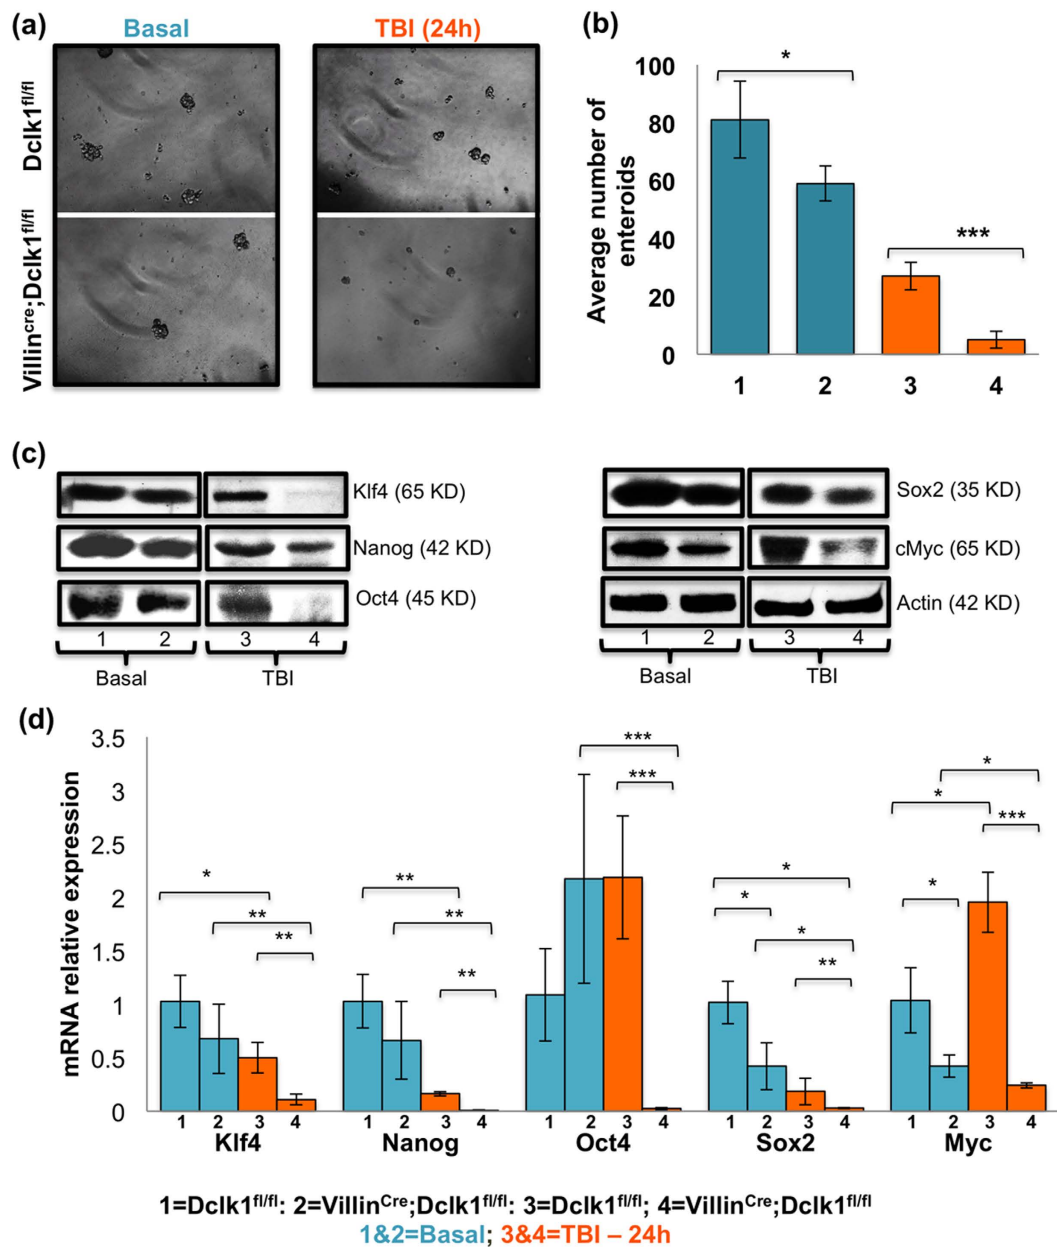 (a)
Basal
TBI (24h)
Dclk1fl/fl
Villincre;Dclk1fl/fl
(b)
Average number of
enteroids
100
80
60
40
20
0
*
***
1 2 3 4
(c)
Klf4 (65 KD)
Nanog (42 KD)
Oct4 (45 KD)
1 2 3 4
Basal TBI
Sox2 (35 KD)
cMyc (65 KD)
Actin (42 KD)
1 2 3 4
Basal TBI
(d)
mRNA relative expression
3.5
3
2.5
2
1.5
1
0.5
0
*
**
**
**
**
**
***
***
*
*
*
**
*
*
***
*
1 2 3 4 1 2 3 4 1 2 3 4 1 2 3 4 1 2 3 4
Klf4 Nanog Oct4 Sox2 Myc
1=Dclk1fl/fl: 2=VillinCre;Dclk1fl/fl: 3=Dclk1fl/fl; 4=VillinCre;Dclk1fl/fl
1&2=Basal; 3&4=TBI – 24h